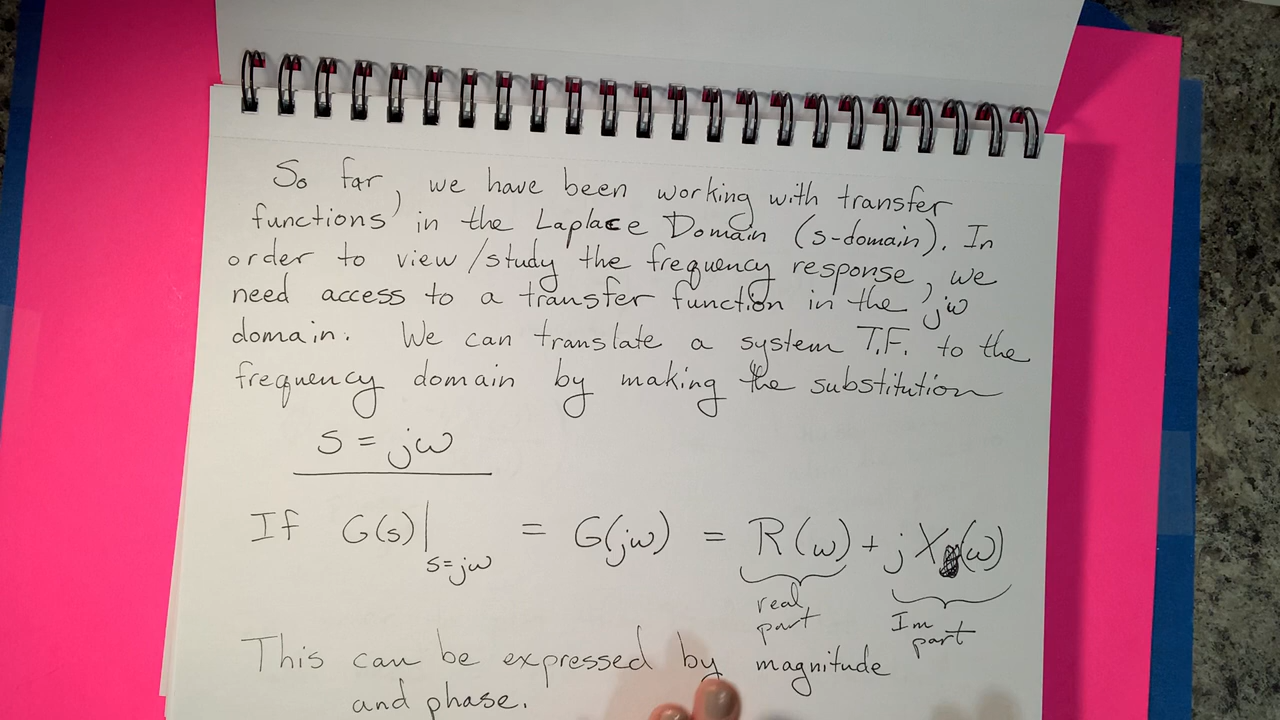 So far, we have been working with transfer
functions in the Laplace Domain (s-domain). In
order to view/study the frequency response, we
need access to a transfer function in the jω
domain. We can translate a system T.F. to the
frequency domain by making the substitution
s = jω
If G(s)|s=jω = G(jω) = R(ω) + j X(ω)
real part
Im part
This can be expressed by magnitude
and phase.